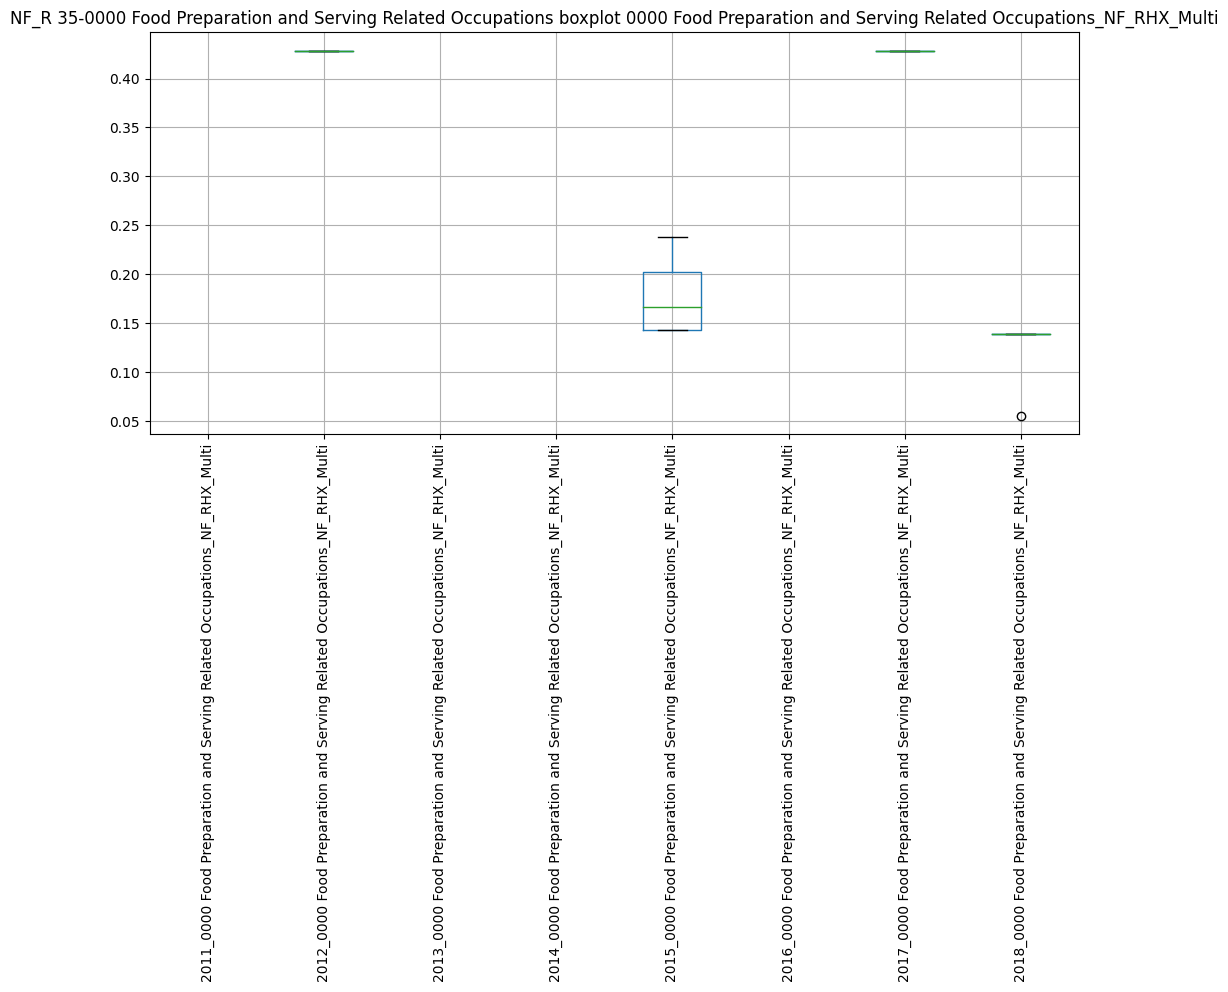 NF_R 35-0000 Food Preparation and Serving Related Occupations boxplot 0000 Food Preparation and Serving Related Occupations_NF_RHX_Multi
0.40
0.35
0.30
0.25
0.20
0.15
0.10
0.05
2011_0000 Food Preparation and Serving Related Occupations_NF_RHX_Multi
2012_0000 Food Preparation and Serving Related Occupations_NF_RHX_Multi
2013_0000 Food Preparation and Serving Related Occupations_NF_RHX_Multi
2014_0000 Food Preparation and Serving Related Occupations_NF_RHX_Multi
2015_0000 Food Preparation and Serving Related Occupations_NF_RHX_Multi
2016_0000 Food Preparation and Serving Related Occupations_NF_RHX_Multi
2017_0000 Food Preparation and Serving Related Occupations_NF_RHX_Multi
2018_0000 Food Preparation and Serving Related Occupations_NF_RHX_Multi